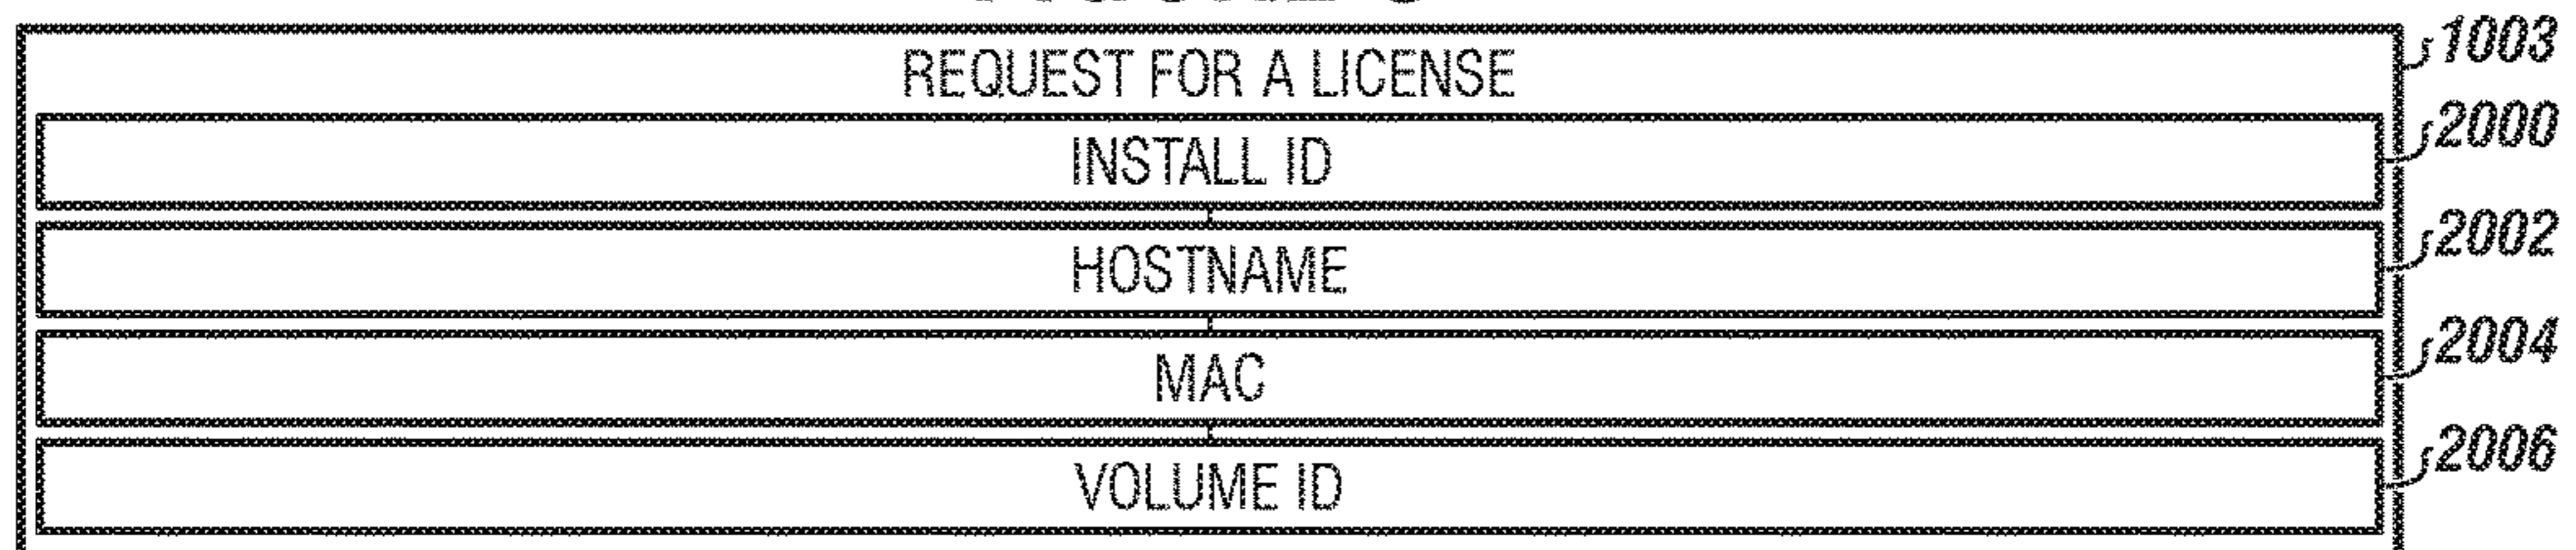 REQUEST FOR A LICENSE 1003
INSTALL ID 2000
HOSTNAME 2002
MAC 2004
VOLUME ID 2006